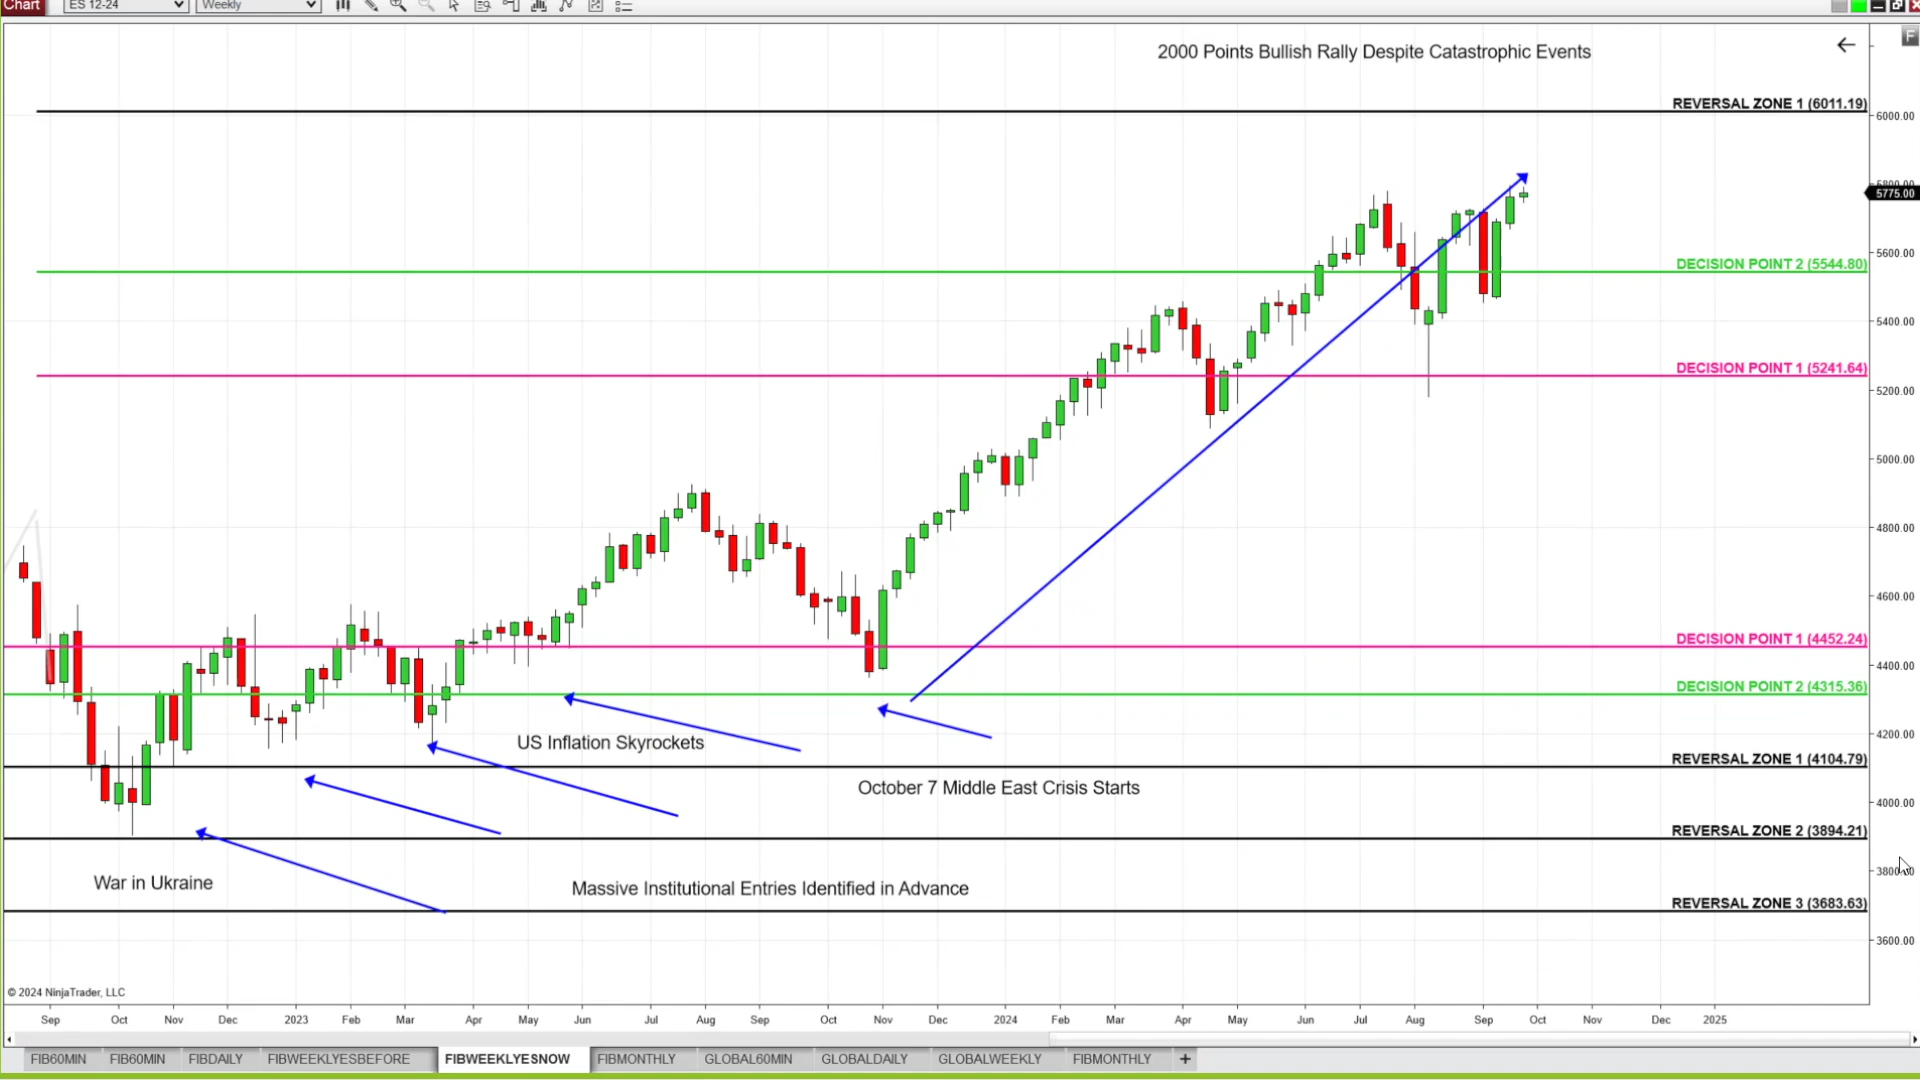 Chart ES 12-24 Weekly
F
2000 Points Bullish Rally Despite Catastrophic Events
REVERSAL ZONE 1 (6011.19)
6000.00
5800.00
5775.00
DECISION POINT 2 (5544.80)
5600.00
5400.00
DECISION POINT 1 (5241.64)
5200.00
5000.00
4800.00
4600.00
DECISION POINT 1 (4452.24)
4400.00
DECISION POINT 2 (4315.36)
US Inflation Skyrockets
4200.00
REVERSAL ZONE 1 (4104.79)
October 7 Middle East Crisis Starts
4000.00
REVERSAL ZONE 2 (3894.21)
War in Ukraine
Massive Institutional Entries Identified in Advance
REVERSAL ZONE 3 (3683.63)
3600.00
© 2024 NinjaTrader, LLC
Sep Oct Nov Dec 2023 Feb Mar Apr May Jun Jul Aug Sep Oct Nov Dec 2024 Feb Mar Apr May Jun Jul Aug Sep Oct Nov Dec 2025
FIB60MIN FIB60MIN FIBDAILY FIBWEEKLYESBEFORE FIBWEEKLYESNOW FIBMONTHLY GLOBAL60MIN GLOBALDAILY GLOBALWEEKLY FIBMONTHLY +